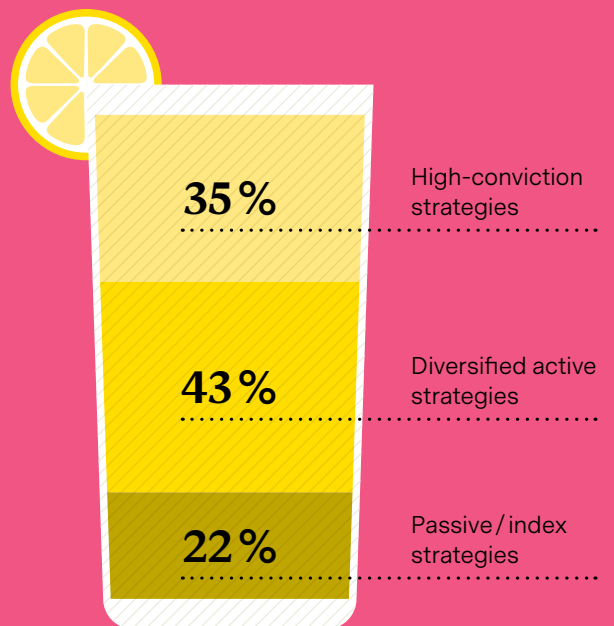 35 %
High-conviction
strategies
43 %
Diversified active
strategies
22 %
Passive / index
strategies